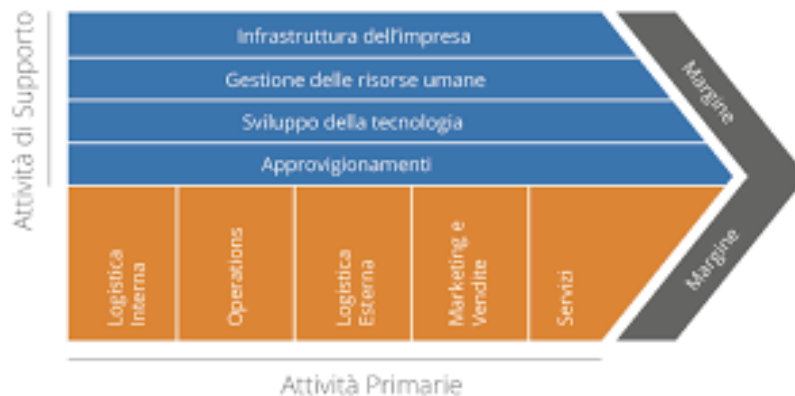 Attività di Supporto
Infrastruttura dell'impresa
Gestione delle risorse umane
Sviluppo della tecnologia
Approvigionamenti
Margine
Logistica
Interna
Operations
Logistica
Esterna
Marketing e
Vendite
Servizi
Margine
Attività Primarie